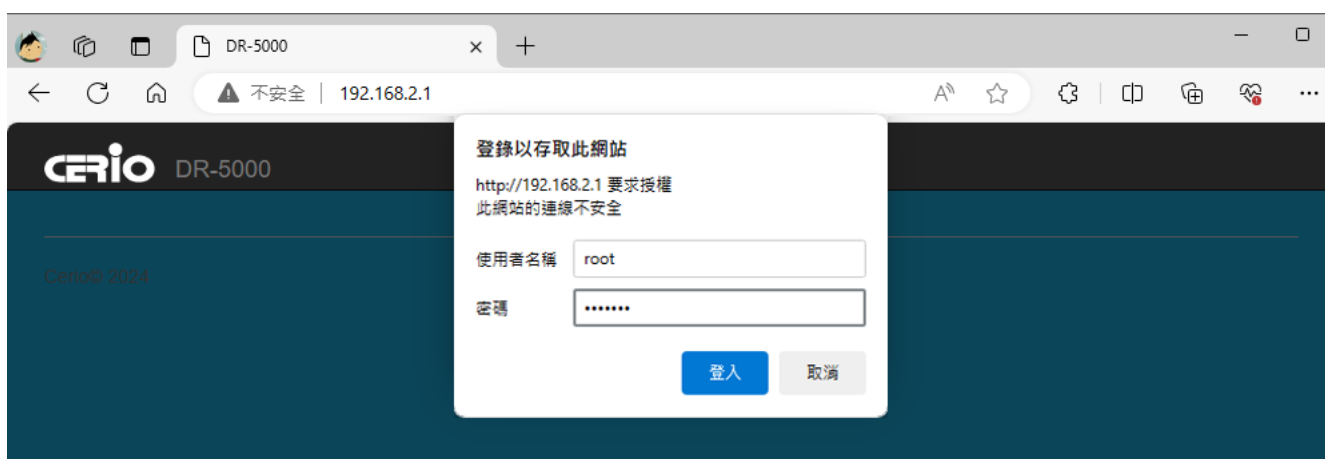 DR-5000
不安全 | 192.168.2.1
CERIO DR-5000
登錄以存取此網站
http://192.168.2.1 要求授權
此網站的連線不安全
使用者名稱 root
密碼 •••••••
登入 取消
Cerio© 2024